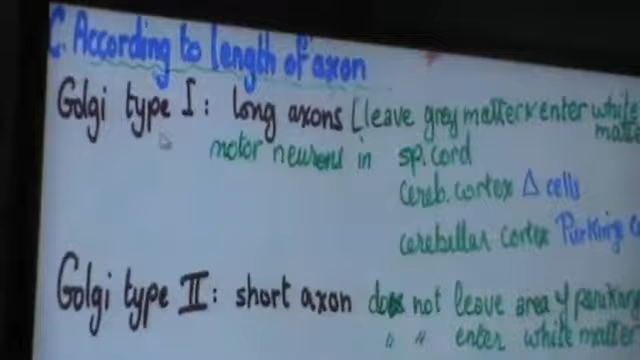 C. According to length of axon
Golgi type I : long axons [leave grey matter & enter white
matte
motor neurons in sp. cord
Cereb. cortex Δ cells
cerebellar cortex Purkinje c
Golgi type II : short axon does not leave area of perikary
" " enter white matter